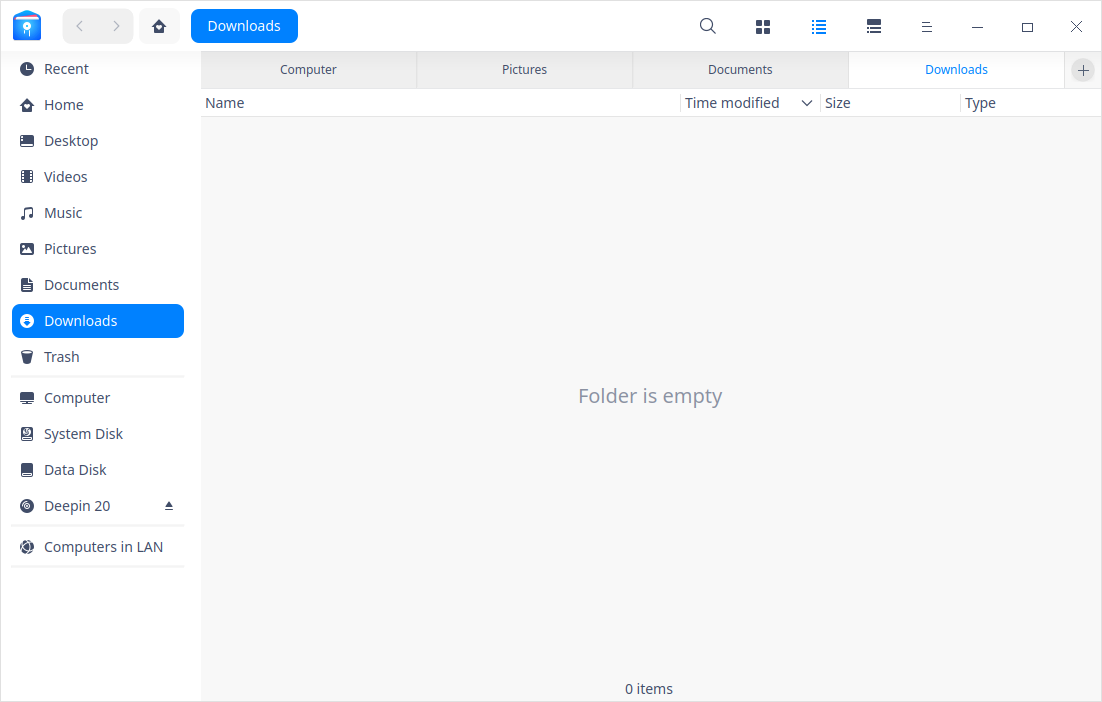 Downloads
Recent
Home
Desktop
Videos
Music
Pictures
Documents
Downloads
Trash
Computer
System Disk
Data Disk
Deepin 20
Computers in LAN
Computer Pictures Documents Downloads
Name Time modified Size Type
Folder is empty
0 items